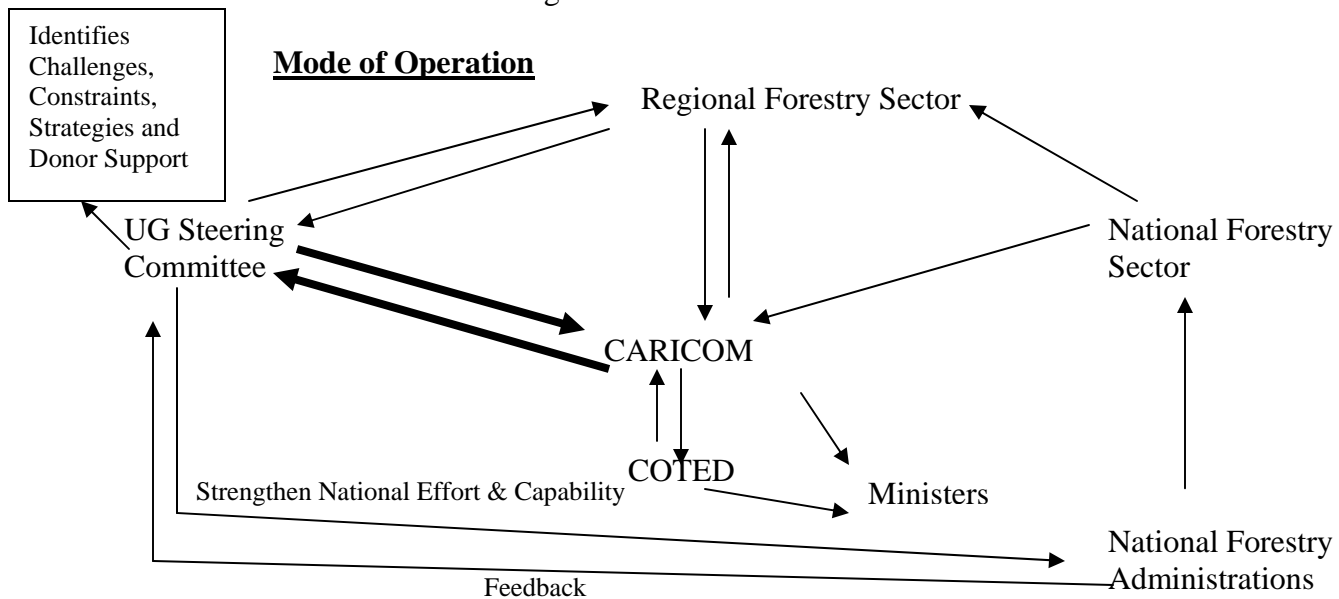 Identifies
Challenges,
Constraints,
Strategies and
Donor Support
Mode of Operation
Regional Forestry Sector
UG Steering
Committee
National Forestry
Sector
CARICOM
COTED
Strengthen National Effort & Capability
Ministers
National Forestry
Administrations
Feedback